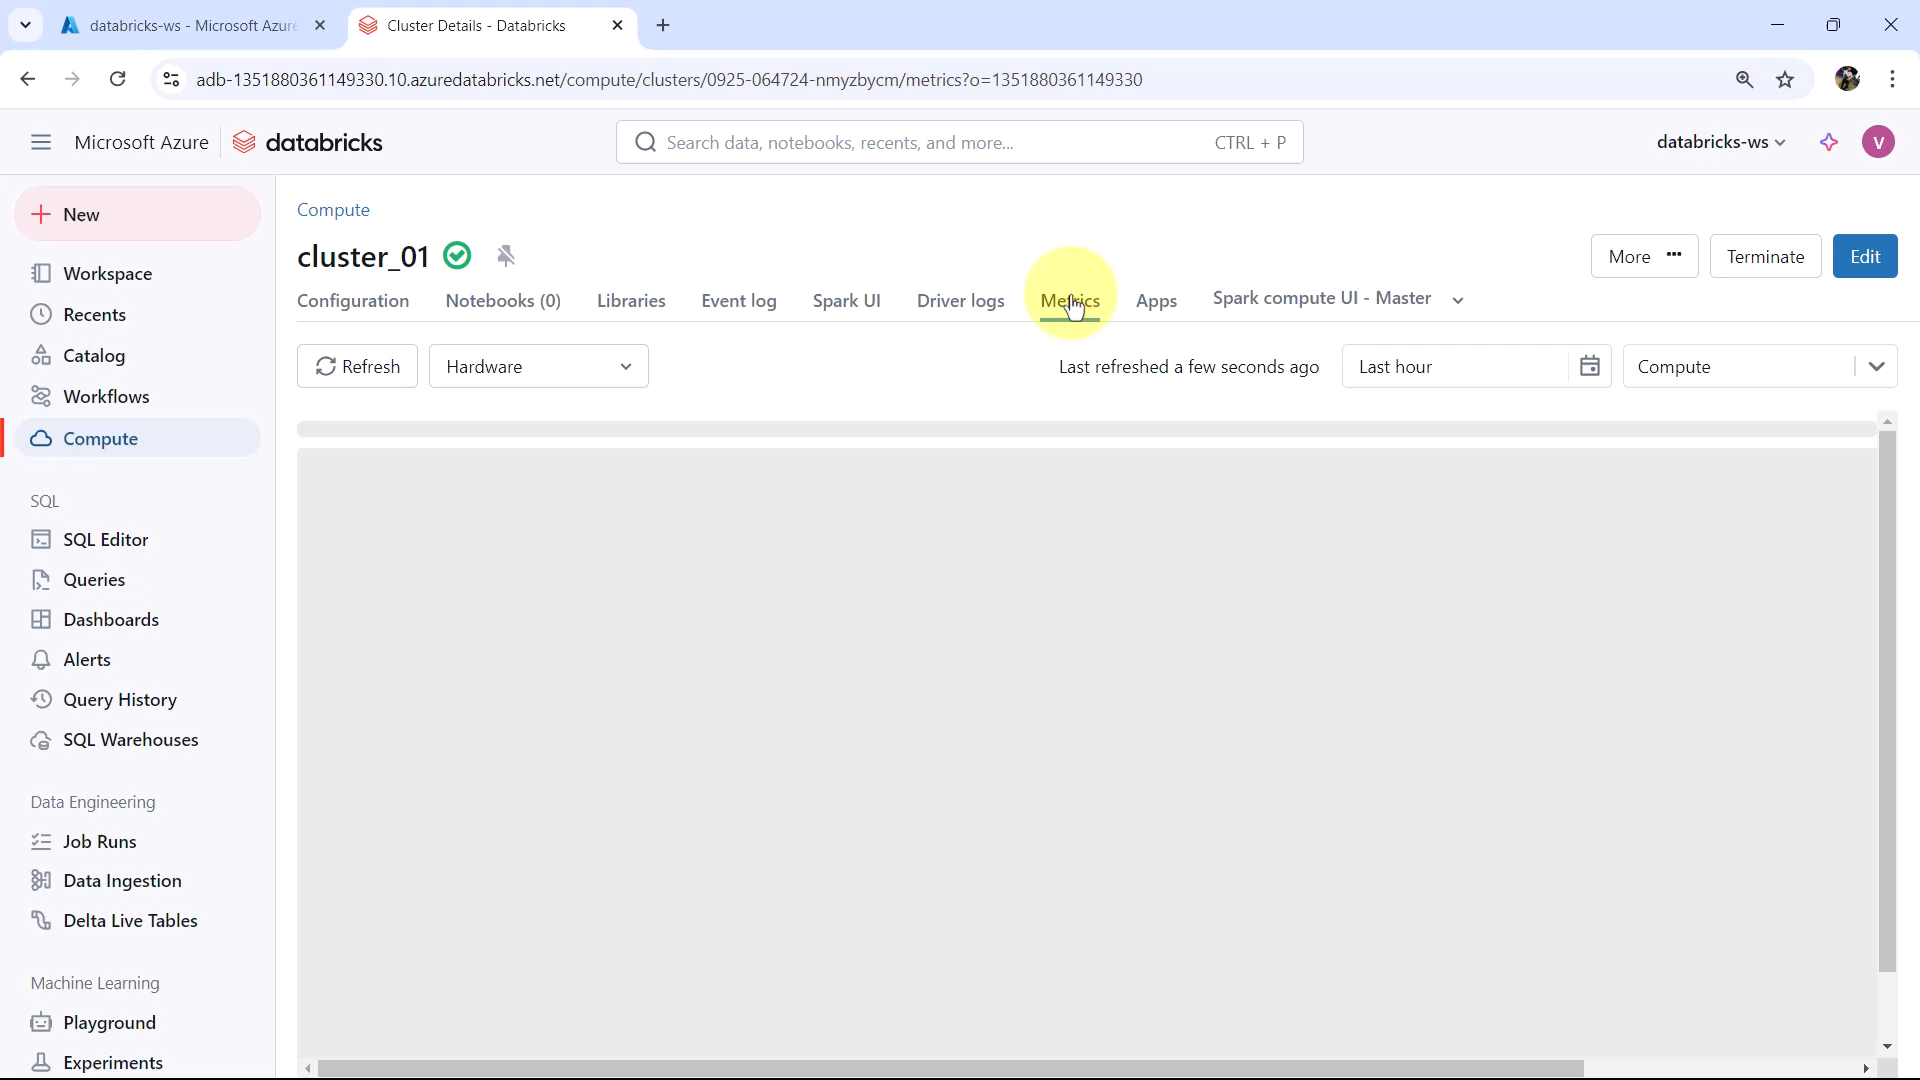 databricks-ws - Microsoft Azure
Cluster Details - Databricks
adb-1351880361149330.10.azuredatabricks.net/compute/clusters/0925-064724-nmyzbycm/metrics?o=1351880361149330
Microsoft Azure
databricks
Search data, notebooks, recents, and more...
CTRL + P
databricks-ws
V
New
Workspace
Recents
Catalog
Workflows
Compute
SQL
SQL Editor
Queries
Dashboards
Alerts
Query History
SQL Warehouses
Data Engineering
Job Runs
Data Ingestion
Delta Live Tables
Machine Learning
Playground
Experiments
Compute
cluster_01
More
Terminate
Edit
Configuration
Notebooks (0)
Libraries
Event log
Spark UI
Driver logs
Metrics
Apps
Spark compute UI - Master
Refresh
Hardware
Last refreshed a few seconds ago
Last hour
Compute